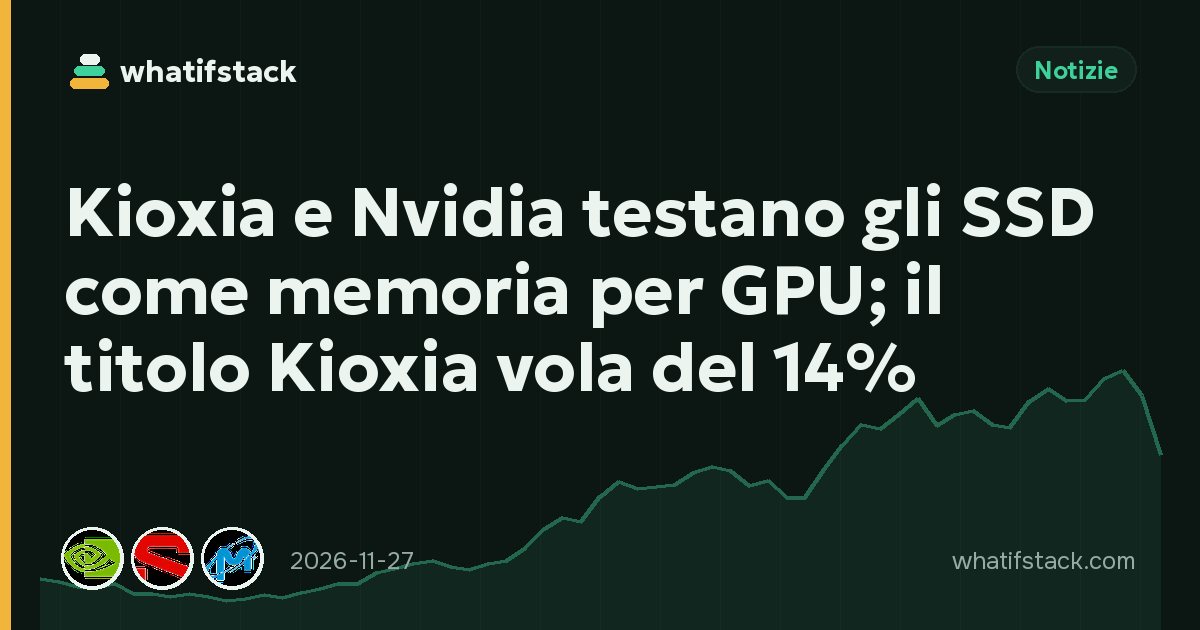 whatifstack
Notizie
Kioxia e Nvidia testano gli SSD
come memoria per GPU; il
titolo Kioxia vola del 14%
2026-11-27
whatifstack.com